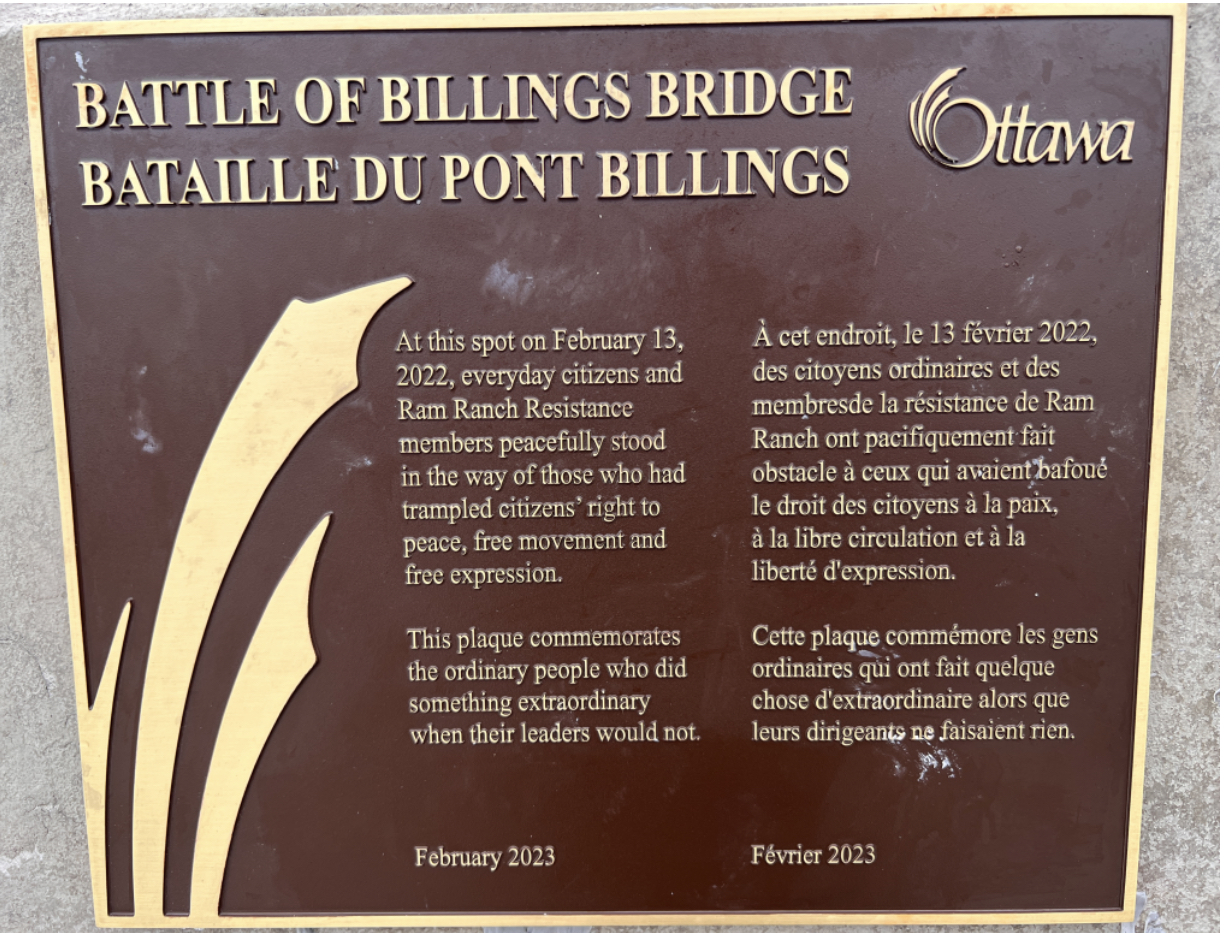 BATTLE OF BILLINGS BRIDGE
BATAILLE DU PONT BILLINGS
Ottawa
At this spot on February 13,
2022, everyday citizens and
Ram Ranch Resistance
members peacefully stood
in the way of those who had
trampled citizens' right to
peace, free movement and
free expression.
This plaque commemorates
the ordinary people who did
something extraordinary
when their leaders would not.
February 2023
À cet endroit, le 13 février 2022,
des citoyens ordinaires et des
membresde la résistance de Ram
Ranch ont pacifiquement fait
obstacle à ceux qui avaient bafoué
le droit des citoyens à la paix,
à la libre circulation et à la
liberté d'expression.
Cette plaque commémore les gens
ordinaires qui ont fait quelque
chose d'extraordinaire alors que
leurs dirigeants ne faisaient rien.
Février 2023